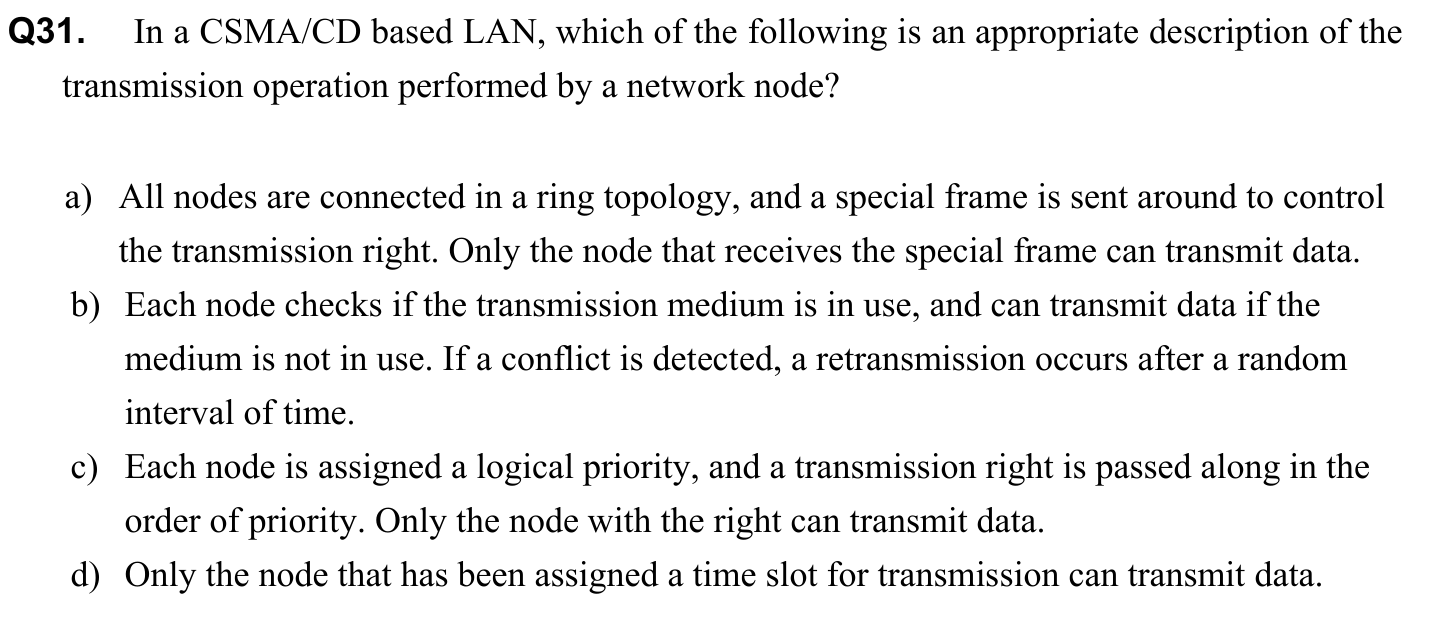 Q31. In a CSMA/CD based LAN, which of the following is an appropriate description of the
transmission operation performed by a network node?
a) All nodes are connected in a ring topology, and a special frame is sent around to control
the transmission right. Only the node that receives the special frame can transmit data.
b) Each node checks if the transmission medium is in use, and can transmit data if the
medium is not in use. If a conflict is detected, a retransmission occurs after a random
interval of time.
c) Each node is assigned a logical priority, and a transmission right is passed along in the
order of priority. Only the node with the right can transmit data.
d) Only the node that has been assigned a time slot for transmission can transmit data.